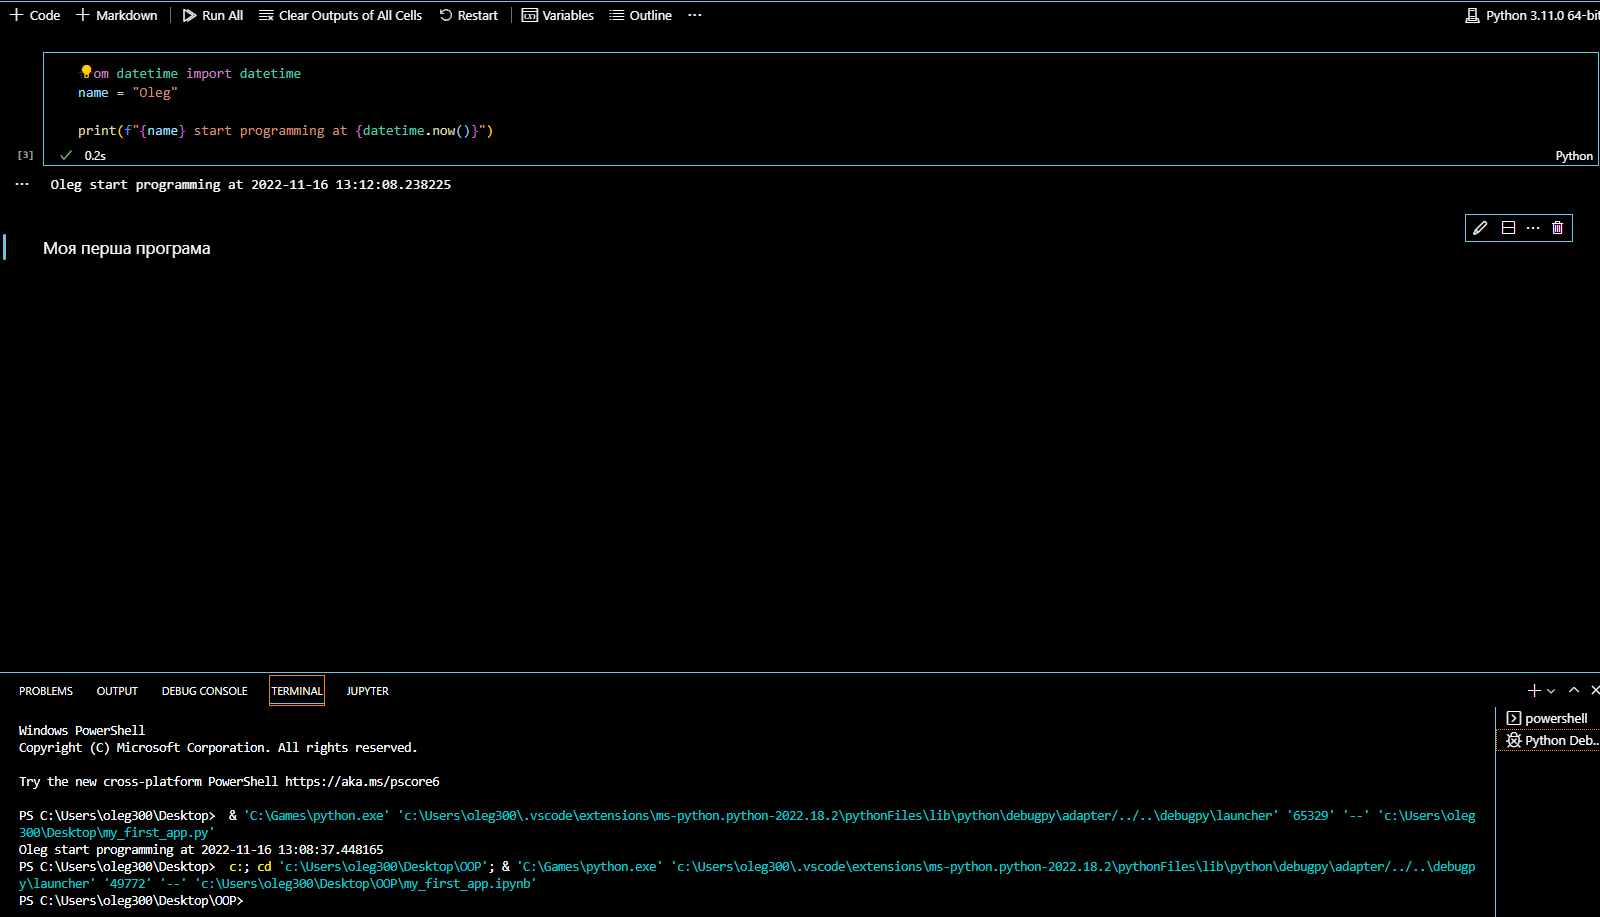 Code Markdown Run All Clear Outputs of All Cells Restart Variables Outline ··· Python 3.11.0 64-bit
from datetime import datetime
name = "Oleg"
print(f"{name} start programming at {datetime.now()}")
[3] 0.2s Python
··· Oleg start programming at 2022-11-16 13:12:08.238225
Моя перша програма
PROBLEMS OUTPUT DEBUG CONSOLE TERMINAL JUPYTER
powershell
Python Deb...
Windows PowerShell
Copyright (C) Microsoft Corporation. All rights reserved.
Try the new cross-platform PowerShell https://aka.ms/pscore6
PS C:\Users\oleg300\Desktop>  & 'C:\Games\python.exe' 'c:\Users\oleg300\.vscode\extensions\ms-python.python-2022.18.2\pythonFiles\lib\python\debugpy\adapter/../..\debugpy\launcher' '65329' '--' 'c:\Users\oleg
300\Desktop\my_first_app.py'
Oleg start programming at 2022-11-16 13:08:37.448165
PS C:\Users\oleg300\Desktop>  c:; cd 'c:\Users\oleg300\Desktop\OOP'; & 'C:\Games\python.exe' 'c:\Users\oleg300\.vscode\extensions\ms-python.python-2022.18.2\pythonFiles\lib\python\debugpy\adapter/../..\debugp
y\launcher' '49772' '--' 'c:\Users\oleg300\Desktop\OOP\my_first_app.ipynb'
PS C:\Users\oleg300\Desktop\OOP>